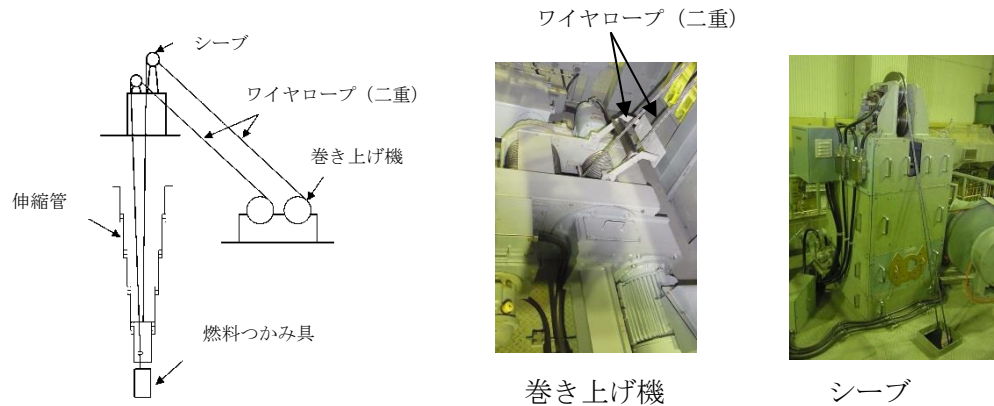 シーブ
ワイヤロープ（二重）
巻き上げ機
伸縮管
燃料つかみ具
ワイヤロープ（二重）
巻き上げ機
シーブ